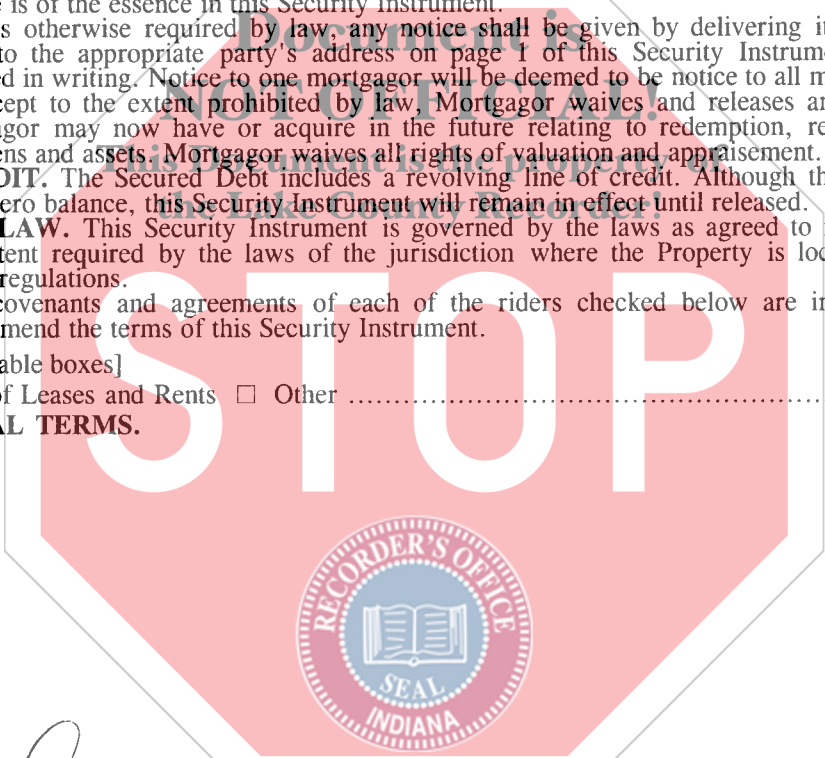 is of the essence in this Security Instrument.
s otherwise required by law, any notice shall be given by delivering it
to the appropriate party's address on page 1 of this Security Instrum
d in writing. Notice to one mortgagor will be deemed to be notice to all m
cept to the extent prohibited by law, Mortgagor waives and releases an
gor may now have or acquire in the future relating to redemption, re
ens and assets. Mortgagor waives all rights of valuation and appraisement.
DIT. The Secured Debt includes a revolving line of credit. Although th
ero balance, this Security Instrument will remain in effect until released.
LAW. This Security Instrument is governed by the laws as agreed to
tent required by the laws of the jurisdiction where the Property is loc
regulations.
covenants and agreements of each of the riders checked below are in
mend the terms of this Security Instrument.
able boxes]
of Leases and Rents □ Other ....................................................
AL TERMS.
Document is
NOT OFFICIAL!
This Document is the property of
the Lake County Recorder!
STOP
RECORDER'S OFFICE
SEAL
INDIANA